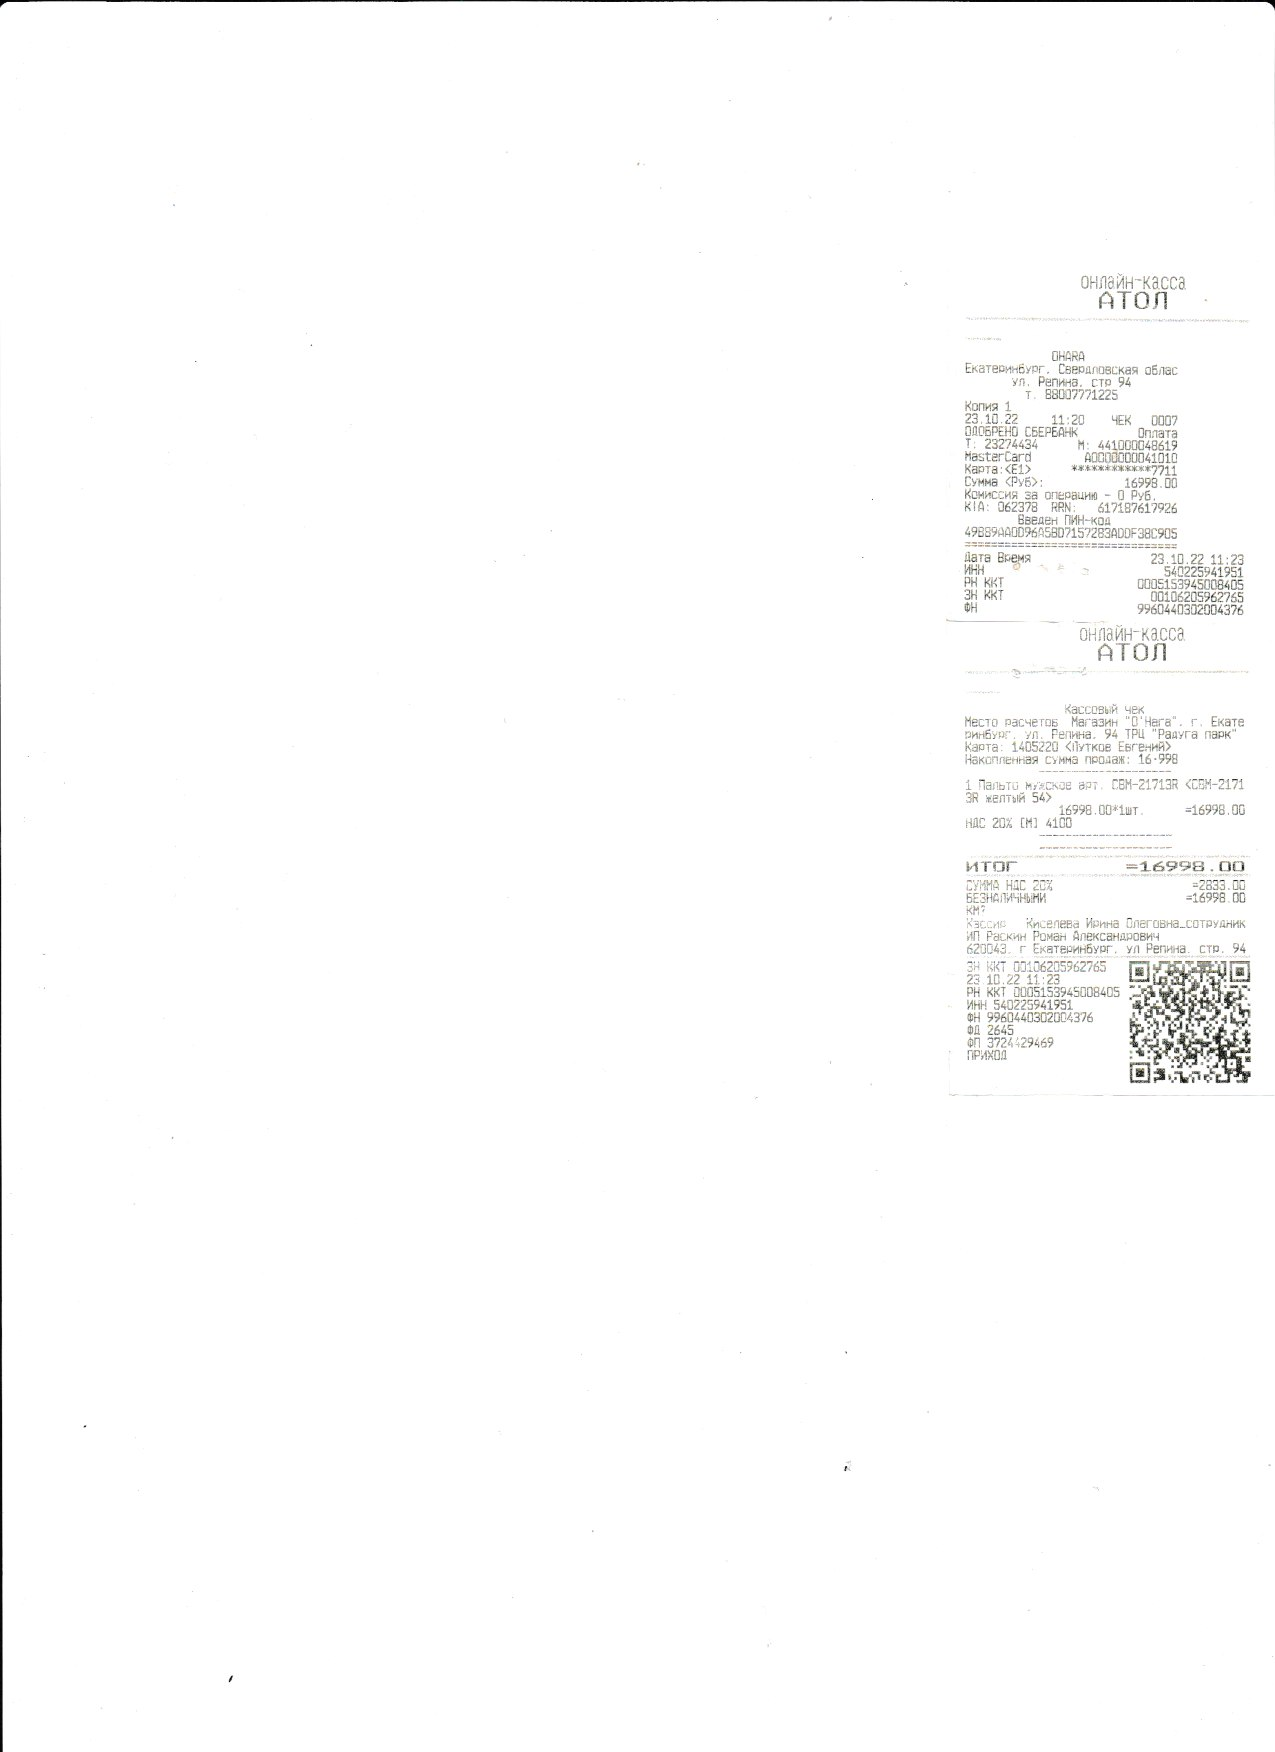 ОНЛАЙН-КАССА
АТОЛ
OHARA
Екатеринбург, Свердловская облас
ул. Репина, стр 94
т. 88007771225
Копия 1
23.10.22 11:20 ЧЕК 0007
ОДОБРЕНО СБЕРБАНК Оплата
Т: 23274434 М: 441000048619
MasterCard A0000000041010
Карта:<E1> ************7711
Сумма <Руб>: 16998.00
Комиссия за операцию - 0 Руб.
К/А: 062378 RRN: 617187617926
Введен ПИН-код
================================
Дата Время 23.10.22 11:23
ИНН 540225941951
РН ККТ 0005153945008405
ЗН ККТ 00106205962765
ФН 9960440302004376
ОНЛАЙН-КАССА
АТОЛ
Кассовый чек
Место расчетов Магазин "O'Hara", г. Екате
ринбург, ул. Репина, 94 ТРЦ "Радуга парк"
Карта: 1405220 <Путков Евгений>
Накопленная сумма продаж: 16-998
1 Пальто мужское арт. CBM-21713R <CBM-2171
3R желтый 54>
16998.00*1шт. =16998.00
НДС 20% [М] 4100
ИТОГ =16998.00
СУММА НДС 20% =2833.00
БЕЗНАЛИЧНЫМИ =16998.00
КМ?
Кассир Киселева Ирина Олеговна_сотрудник
ИП Раскин Роман Александрович
620043, г Екатеринбург, ул Репина, стр. 94
ЗН ККТ 00106205962765
23.10.22 11:23
РН ККТ 0005153945008405
ИНН 540225941951
ФН 9960440302004376
ФД 2645
ФП 3724429469
ПРИХОД